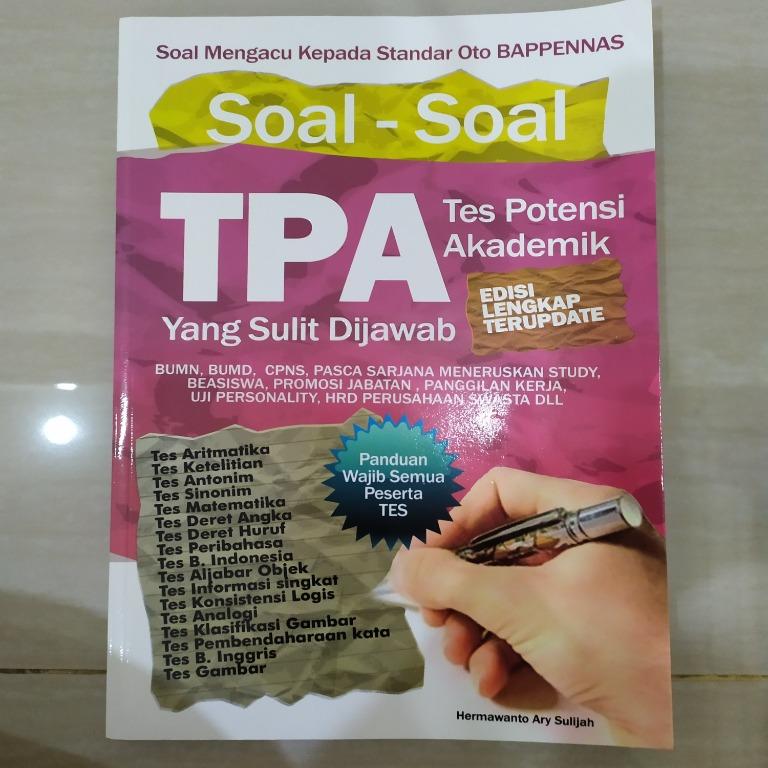 Soal Mengacu Kepada Standar Oto BAPPENNAS
Soal - Soal
TPA
Tes Potensi
Akademik
EDISI
LENGKAP
TERUPDATE
Yang Sulit Dijawab
BUMN, BUMD, CPNS, PASCA SARJANA MENERUSKAN STUDY,
BEASISWA, PROMOSI JABATAN , PANGGILAN KERJA,
UJI PERSONALITY, HRD PERUSAHAAN SWASTA DLL
Panduan
Wajib Semua
Peserta
TES
Tes Aritmatika
Tes Ketelitian
Tes Antonim
Tes Sinonim
Tes Matematika
Tes Deret Angka
Tes Deret Huruf
Tes Peribahasa
Tes B. Indonesia
Tes Aljabar Objek
Tes Informasi singkat
Tes Konsistensi Logis
Tes Analogi
Tes Klasifikasi Gambar
Tes Pembendaharaan kata
Tes B. Inggris
Tes Gambar
Hermawanto Ary Sulijah